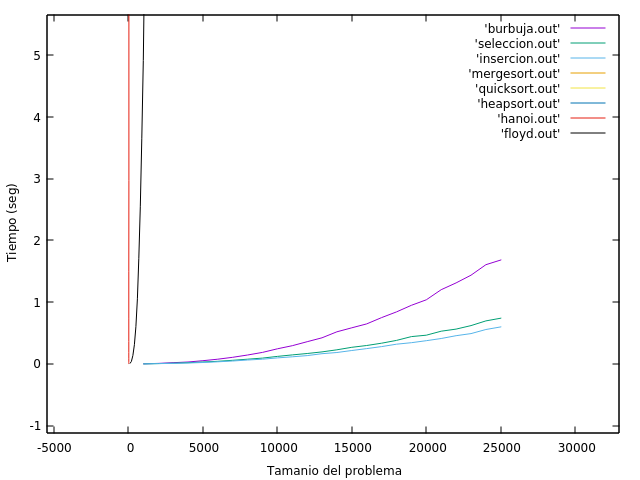 'burbuja.out'
'seleccion.out'
'insercion.out'
'mergesort.out'
'quicksort.out'
'heapsort.out'
'hanoi.out'
'floyd.out'
5
4
3
2
1
0
-1
Tiempo (seg)
-5000 0 5000 10000 15000 20000 25000 30000
Tamanio del problema